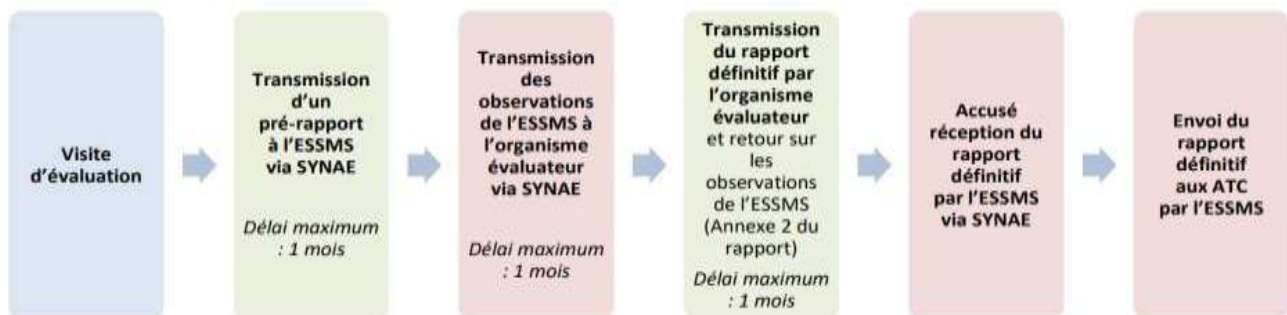 Visite
d'évaluation
Transmission
d'un
pré-rapport
à l'ESSMS
via SYNAE
Délai maximum
: 1 mois
Transmission
des
observations
de l'ESSMS à
l'organisme
évaluateur
via SYNAE
Délai maximum
: 1 mois
Transmission
du rapport
définitif par
l'organisme
évaluateur
et retour sur
les
observations
de l'ESSMS
(Annexe 2 du
rapport)
Délai maximum
: 1 mois
Accusé
réception du
rapport
définitif
par l'ESSMS
via SYNAE
Envoi du
rapport
définitif
aux ATC
par l'ESSMS